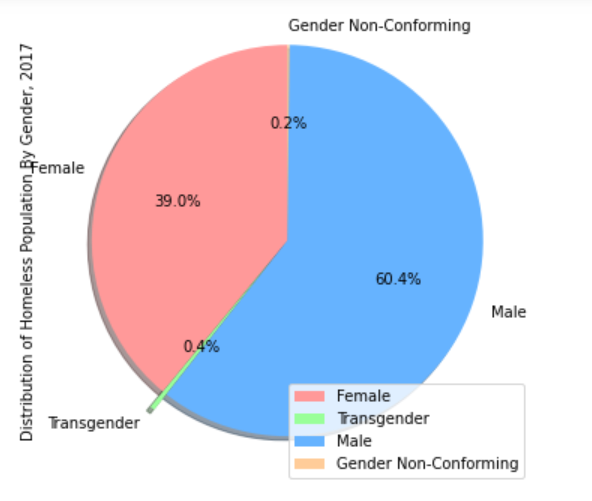 Gender Non-Conforming
Distribution of Homeless Population By Gender, 2017
0.2%
Female
39.0%
60.4%
Male
0.4%
Transgender
Female
Transgender
Male
Gender Non-Conforming